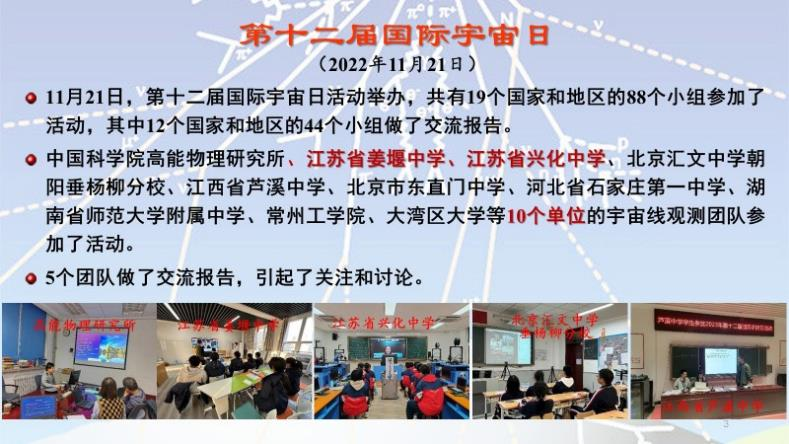 第十二届国际宇宙日
（2022年11月21日）
11月21日，第十二届国际宇宙日活动举办，共有19个国家和地区的88个小组参加了
活动，其中12个国家和地区的44个小组做了交流报告。
中国科学院高能物理研究所、江苏省姜堰中学、江苏省兴化中学、北京汇文中学朝
阳垂杨柳分校、江西省芦溪中学、北京市东直门中学、河北省石家庄第一中学、湖
南省师范大学附属中学、常州工学院、大湾区大学等10个单位的宇宙线观测团队参
加了活动。
5个团队做了交流报告，引起了关注和讨论。
高能物理研究所
江苏省姜堰中学
江苏省兴化中学
北京汇文中学
垂杨柳分校
江西省芦溪中学
3